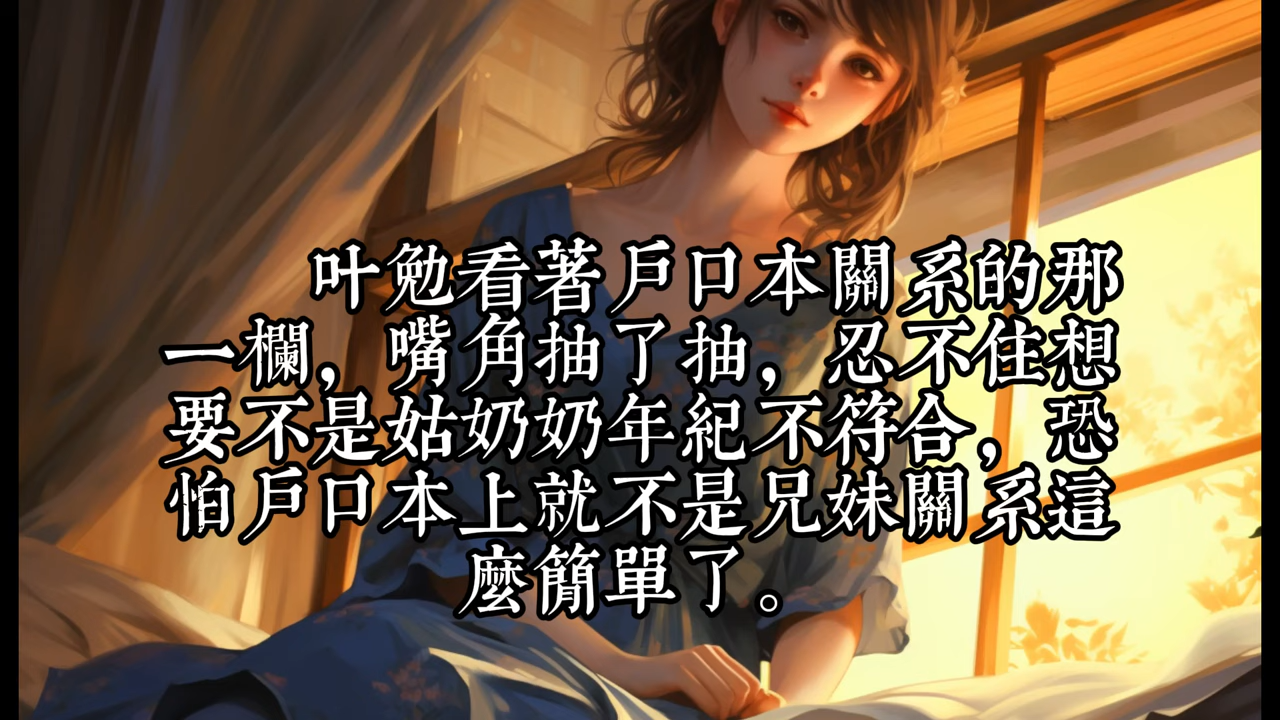 叶勉看著戶口本關系的那
一欄，嘴角抽了抽，忍不住想
要不是姑奶奶年紀不符合，恐
怕戶口本上就不是兄妹關系這
麼簡單了。